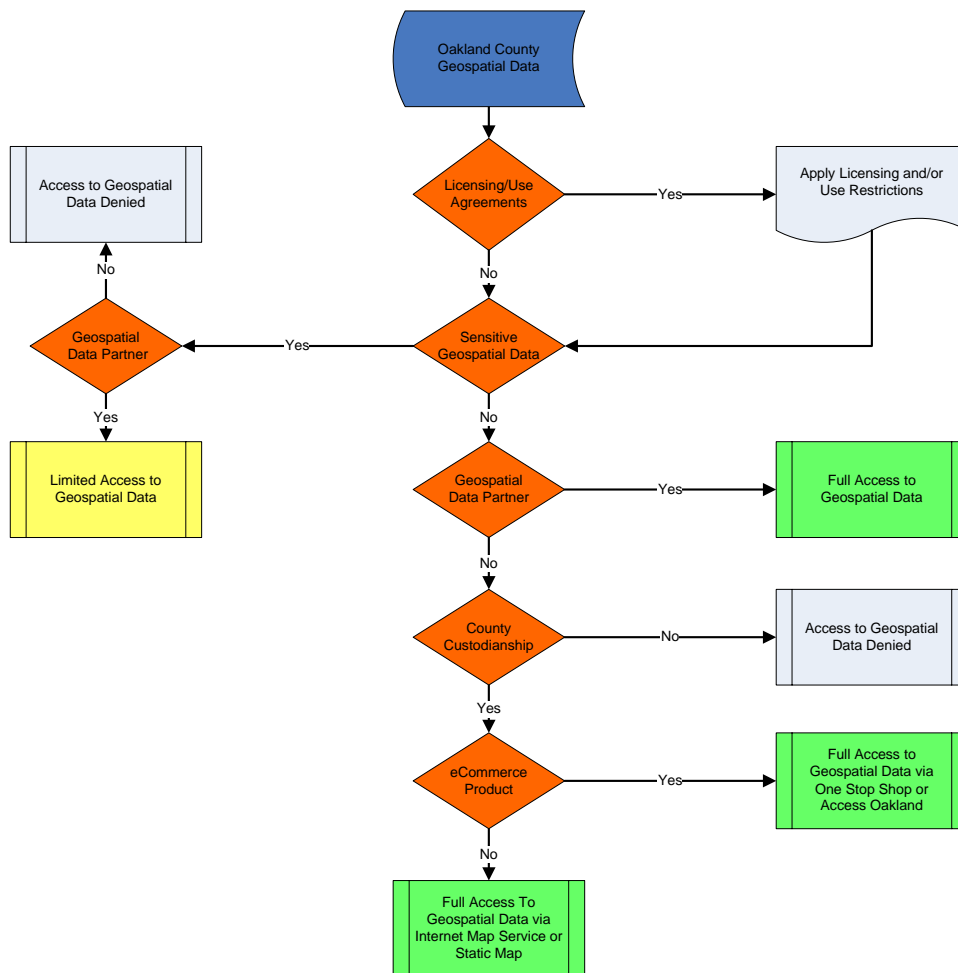 Oakland County
Geospatial Data
Licensing/Use
Agreements
Yes
Apply Licensing and/or
Use Restrictions
Access to Geospatial
Data Denied
No
No
Geospatial
Data Partner
Yes
Sensitive
Geospatial Data
Yes
No
Limited Access to
Geospatial Data
Geospatial
Data Partner
Yes
Full Access to
Geospatial Data
No
County
Custodianship
No
Access to Geospatial
Data Denied
Yes
eCommerce
Product
Yes
Full Access to
Geospatial Data via
One Stop Shop or
Access Oakland
No
Full Access To
Geospatial Data via
Internet Map Service or
Static Map